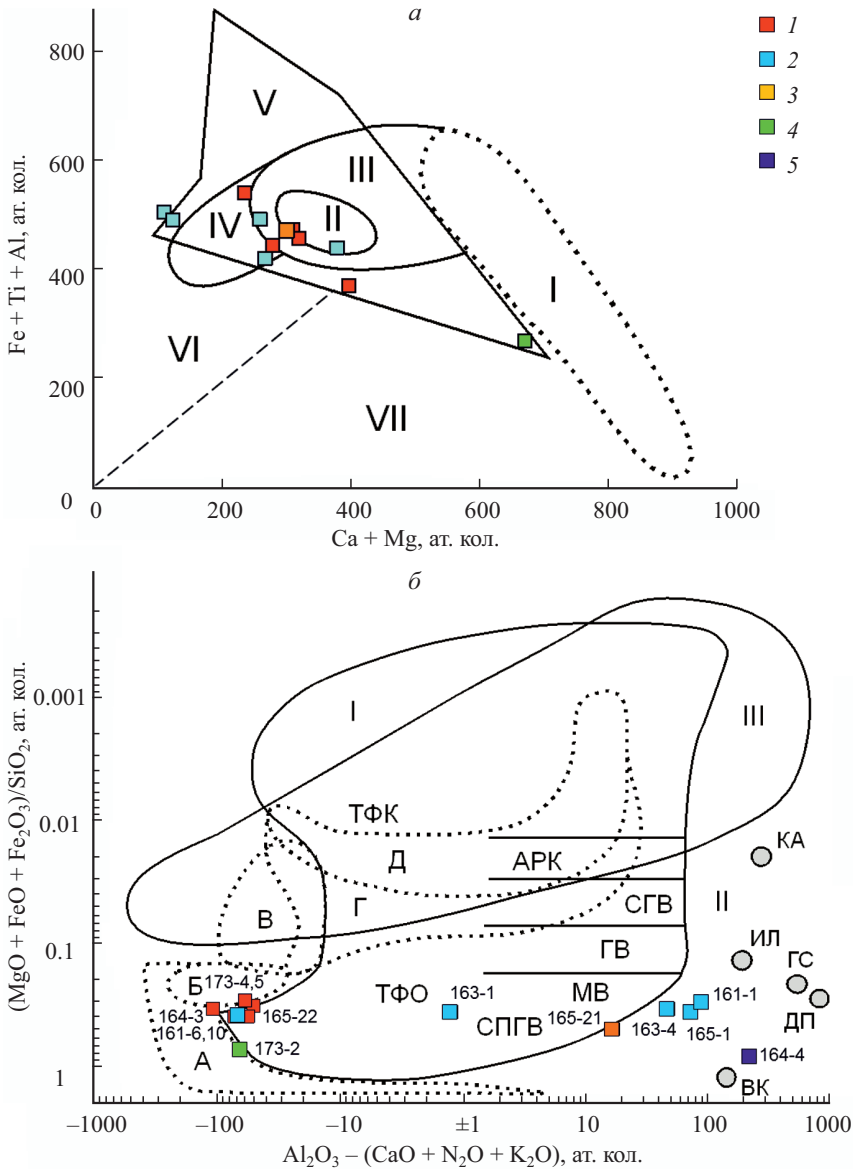 а
1
2
3
4
5
800
600
400
200
0
V
III
II
IV
I
VI
VII
Fe + Ti + Al, ат. кол.
0
200
400
600
800
1000
Ca + Mg, ат. кол.
б
0.001
0.01
0.1
1
(MgO + FeO + Fe₂O₃)/SiO₂, ат. кол.
I
III
ТФК
КА
Д
АРК
В
Г
СГВ
II
ГВ
ИЛ
ГС
Б
173-4,5
ТФО
163-1
МВ
161-1
ДП
164-3
165-22
СПГВ
165-21
163-4
165-1
161-6,10
А
173-2
164-4
ВК
−1000
−100
−10
±1
10
100
1000
Al₂O₃ – (CaO + N₂O + K₂O), ат. кол.